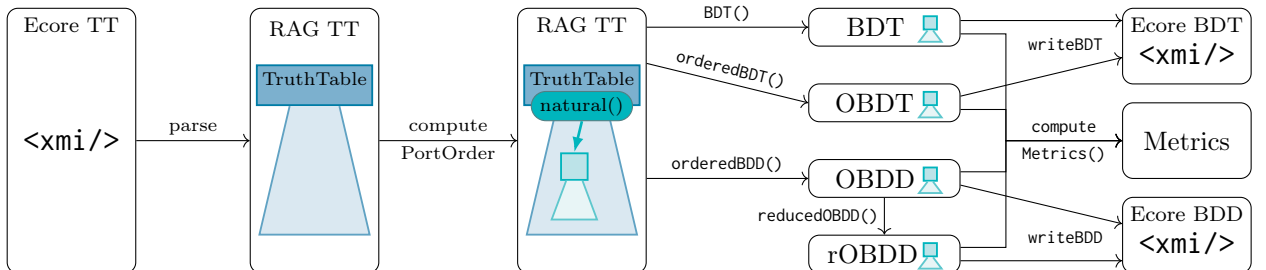 Ecore TT
<xmi/>
parse
RAG TT
TruthTable
compute
PortOrder
RAG TT
TruthTable
natural()
BDT()
orderedBDT()
orderedBDD()
reducedOBDD()
BDT
OBDT
OBDD
rOBDD
writeBDT
compute
Metrics()
writeBDD
Ecore BDT
<xmi/>
Metrics
Ecore BDD
<xmi/>